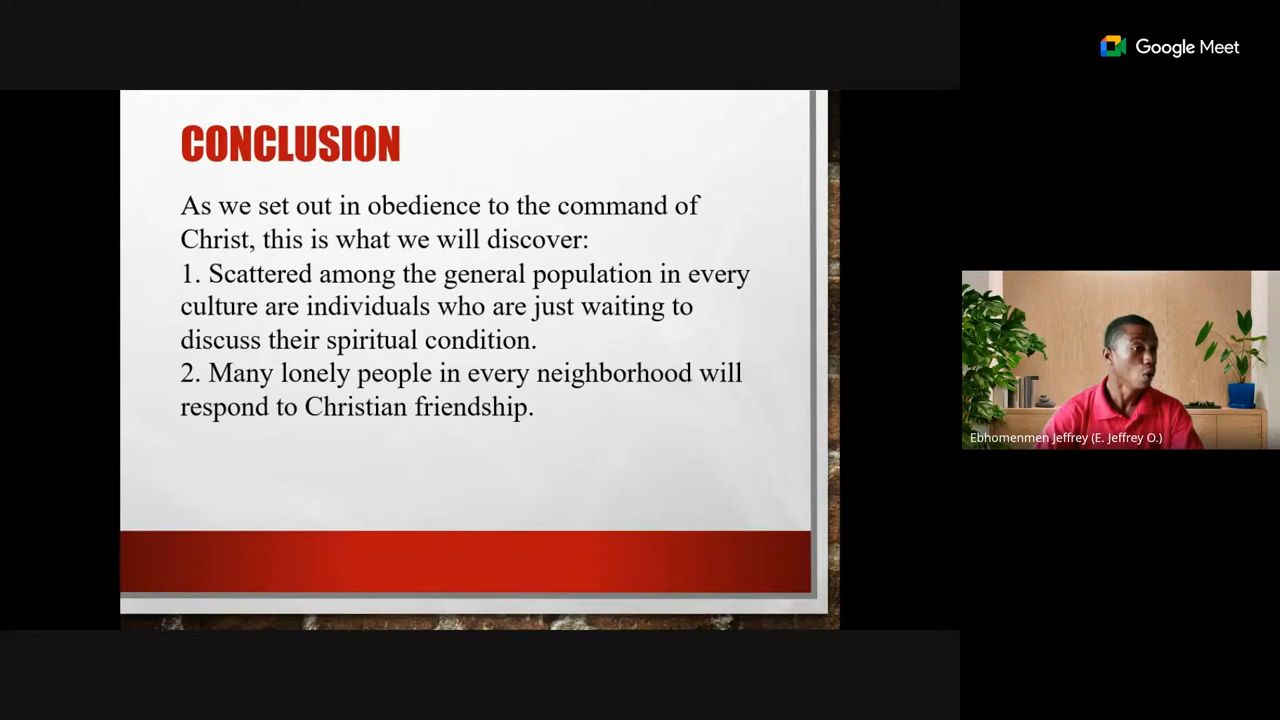 Google Meet
CONCLUSION
As we set out in obedience to the command of
Christ, this is what we will discover:
1. Scattered among the general population in every
culture are individuals who are just waiting to
discuss their spiritual condition.
2. Many lonely people in every neighborhood will
respond to Christian friendship.
Ebhomenmen Jeffrey (E. Jeffrey O.)